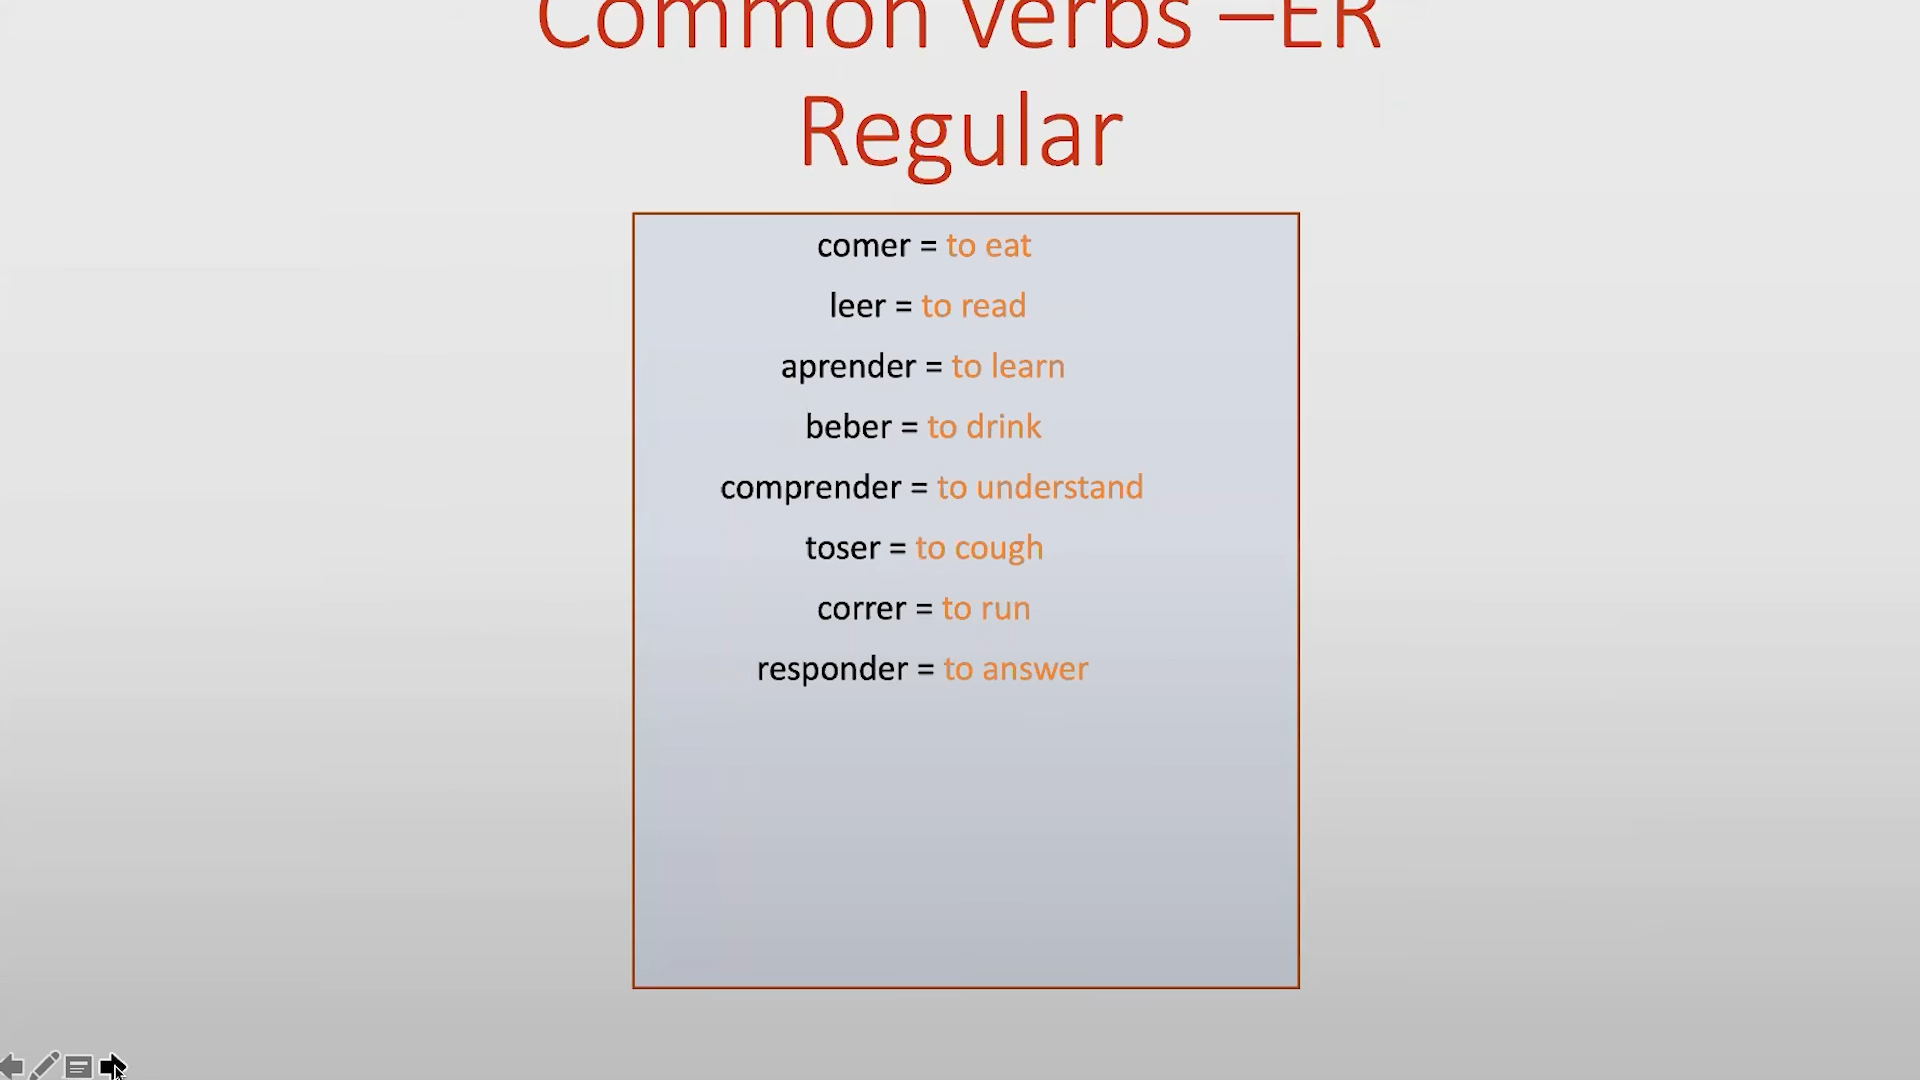 Common verbs –ER
Regular
comer = to eat
leer = to read
aprender = to learn
beber = to drink
comprender = to understand
toser = to cough
correr = to run
responder = to answer